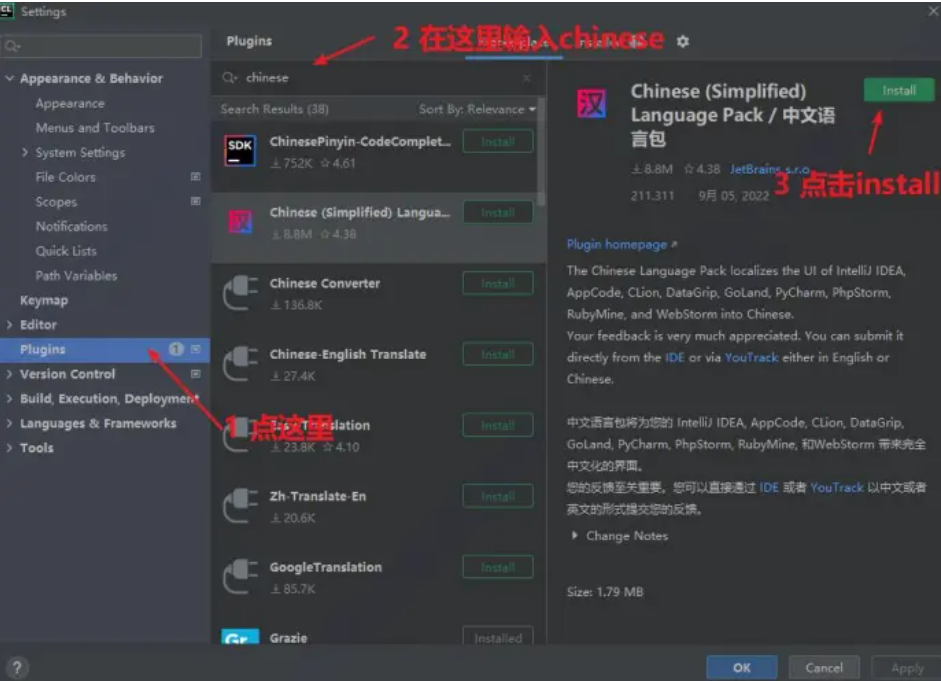 CL Settings
Plugins
2 在这里输入chinese
Appearance & Behavior
Appearance
Menus and Toolbars
System Settings
File Colors
Scopes
Notifications
Quick Lists
Path Variables
Keymap
Editor
Plugins 1
Version Control
Build, Execution, Deployment
Languages & Frameworks
Tools
1 点这里
chinese
Search Results (38) Sort By: Relevance
SDK ChinesePinyin-CodeComplet... Install
752K 4.61
汉 Chinese (Simplified) Langua... Install
8.8M 4.38
Chinese Converter Install
136.8K
Chinese-English Translate Install
27.4K
Easy Translation Install
23.8K 4.10
Zh-Translate-En Install
20.6K
GoogleTranslation Install
85.7K
Gr Grazie Installed
汉 Chinese (Simplified) Install
Language Pack / 中文语
言包
8.8M 4.38 JetBrains s.r.o.
3 点击install
211.311 9月 05, 2022
Plugin homepage
The Chinese Language Pack localizes the UI of IntelliJ IDEA,
AppCode, CLion, DataGrip, GoLand, PyCharm, PhpStorm,
RubyMine, and WebStorm into Chinese.
Your feedback is very much appreciated. You can submit it
directly from the IDE or via YouTrack either in English or
Chinese.
中文语言包将为您的 IntelliJ IDEA, AppCode, CLion, DataGrip,
GoLand, PyCharm, PhpStorm, RubyMine, 和WebStorm 带来完全
中文化的界面。
您的反馈至关重要。您可以直接通过 IDE 或者 YouTrack 以中文或者
英文的形式提交您的反馈。
Change Notes
Size: 1.79 MB
? OK Cancel Apply